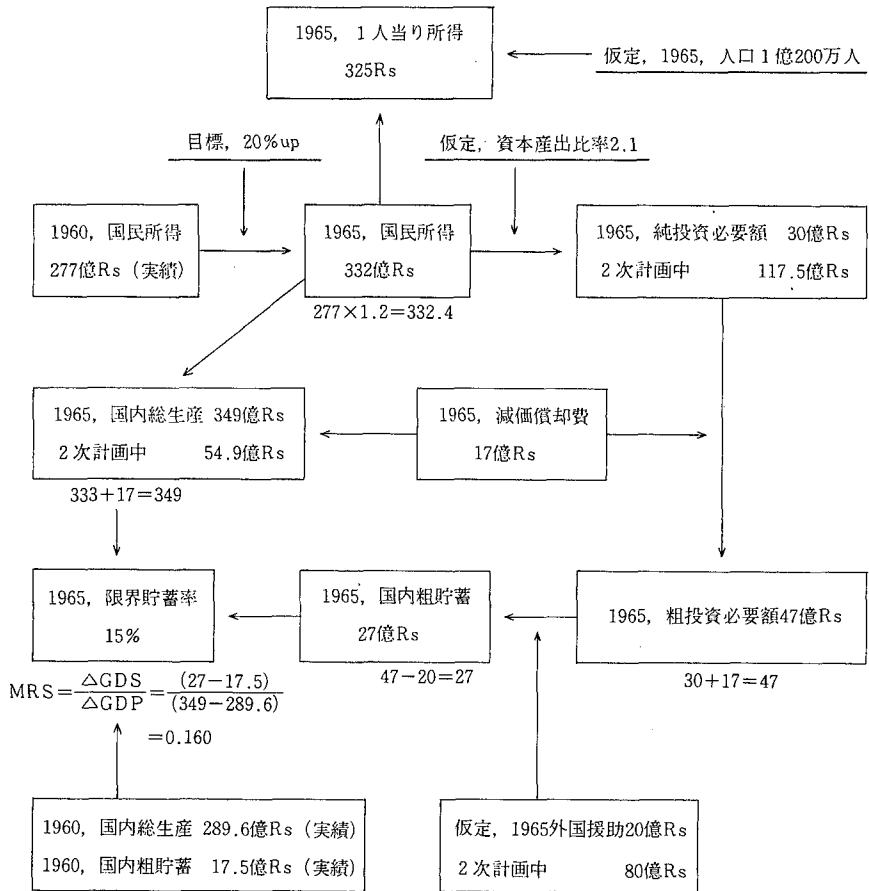 1965, 1人当り所得
325Rs
仮定, 1965, 人口1億200万人
目標, 20%up
仮定, 資本産出比率2.1
1960, 国民所得
277億Rs (実績)
1965, 国民所得
332億Rs
277×1.2=332.4
1965, 純投資必要額 30億Rs
2次計画中 117.5億Rs
1965, 国内総生産 349億Rs
2次計画中 54.9億Rs
333+17=349
1965, 減価償却費
17億Rs
1965, 限界貯蓄率
15%
1965, 国内粗貯蓄
27億Rs
47-20=27
1965, 粗投資必要額47億Rs
30+17=47
MRS=△GDS/△GDP=(27-17.5)/(349-289.6)
=0.160
1960, 国内総生産 289.6億Rs (実績)
1960, 国内粗貯蓄 17.5億Rs (実績)
仮定, 1965外国援助20億Rs
2次計画中 80億Rs